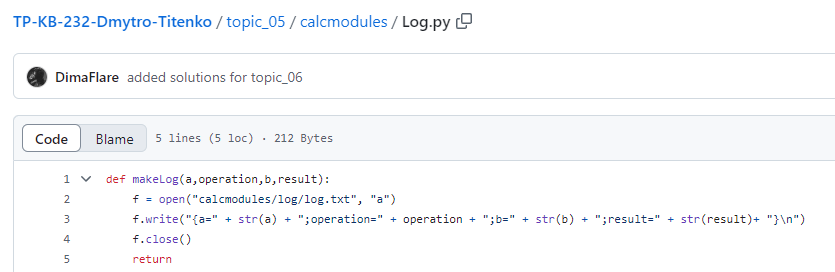 TP-KB-232-Dmytro-Titenko / topic_05 / calcmodules / Log.py
DimaFlare added solutions for topic_06
Code Blame 5 lines (5 loc) · 212 Bytes
1 def makeLog(a,operation,b,result):
2 f = open("calcmodules/log/log.txt", "a")
3 f.write("{a=" + str(a) + ";operation=" + operation + ";b=" + str(b) + ";result=" + str(result)+ "}\n")
4 f.close()
5 return